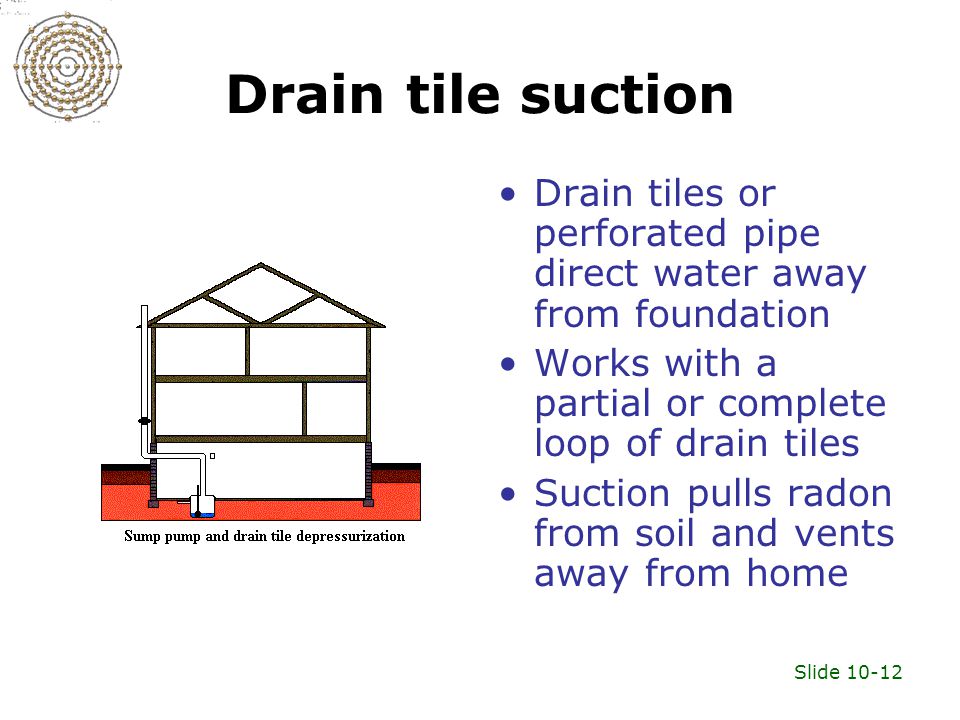 Drain tile suction
• Drain tiles or
perforated pipe
direct water away
from foundation
• Works with a
partial or complete
loop of drain tiles
• Suction pulls radon
from soil and vents
away from home
Sump pump and drain tile depressurization
Slide 10-12